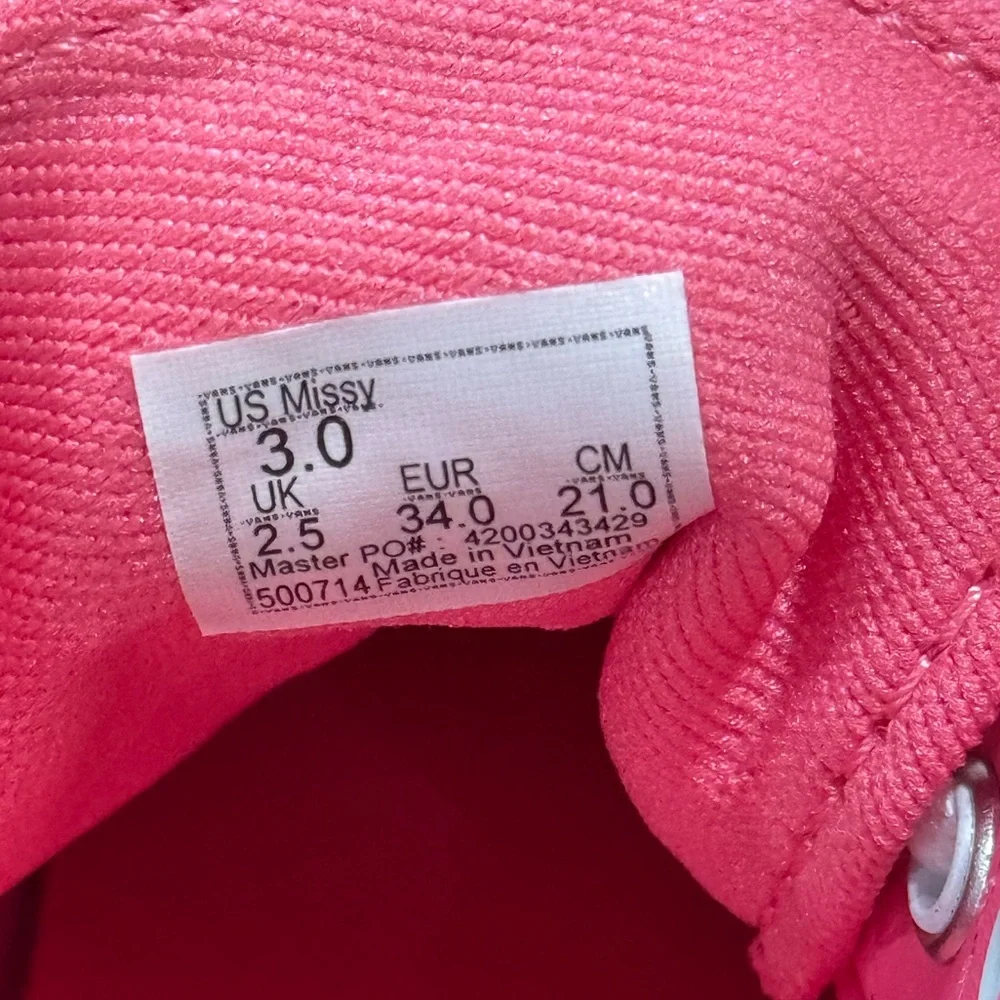 US Missy
3.0
UK EUR CM
2.5 34.0 21.0
Master PO# : 4200343429
Made in Vietnam
500714 Fabrique en Vietnam